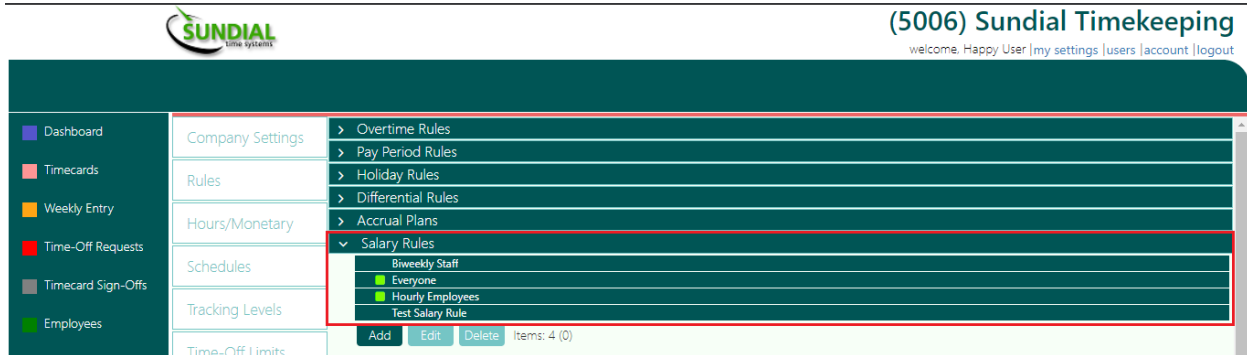 SUNDIAL
time systems
(5006) Sundial Timekeeping
welcome, Happy User |my settings |users |account |logout
Dashboard
Timecards
Weekly Entry
Time-Off Requests
Timecard Sign-Offs
Employees
Company Settings
Rules
Hours/Monetary
Schedules
Tracking Levels
Time-Off Limits
Overtime Rules
Pay Period Rules
Holiday Rules
Differential Rules
Accrual Plans
Salary Rules
Biweekly Staff
Everyone
Hourly Employees
Test Salary Rule
Add Edit Delete Items: 4 (0)